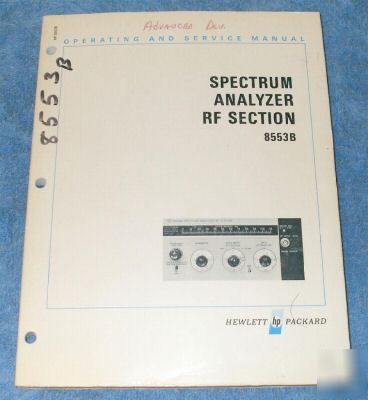 ADVANCED DEV.
OPERATING AND SERVICE MANUAL
8553B
SPECTRUM
ANALYZER
RF SECTION
8553B
HEWLETT hp PACKARD